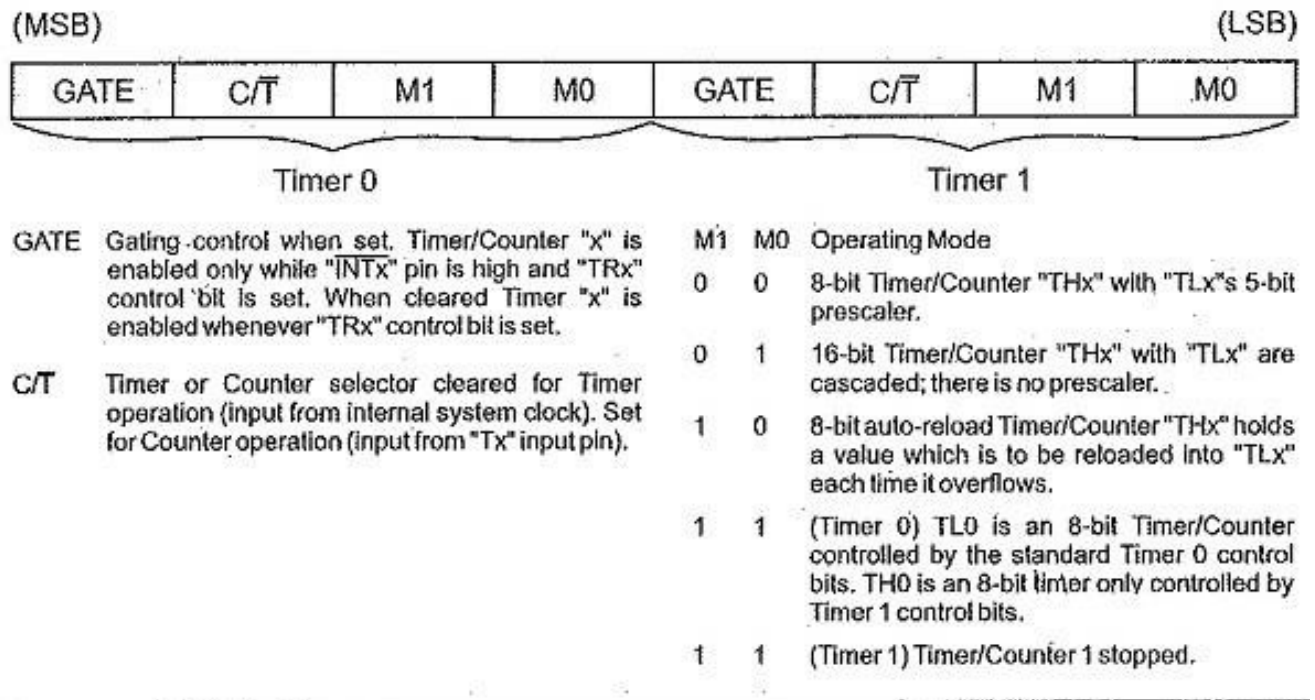 (MSB) (LSB)
GATE C/T̅ M1 M0 GATE C/T̅ M1 M0
Timer 0 Timer 1
GATE Gating control when set. Timer/Counter "x" is
enabled only while "I̅N̅T̅x̅" pin is high and "TRx"
control bit is set. When cleared Timer "x" is
enabled whenever "TRx" control bit is set.
C/T̅ Timer or Counter selector cleared for Timer
operation (input from internal system clock). Set
for Counter operation (input from "Tx" input pin).
M1 M0 Operating Mode
0 0 8-bit Timer/Counter "THx" with "TLx"s 5-bit
prescaler.
0 1 16-bit Timer/Counter "THx" with "TLx" are
cascaded; there is no prescaler.
1 0 8-bit auto-reload Timer/Counter "THx" holds
a value which is to be reloaded into "TLx"
each time it overflows.
1 1 (Timer 0) TL0 is an 8-bit Timer/Counter
controlled by the standard Timer 0 control
bits. TH0 is an 8-bit timer only controlled by
Timer 1 control bits.
1 1 (Timer 1) Timer/Counter 1 stopped.